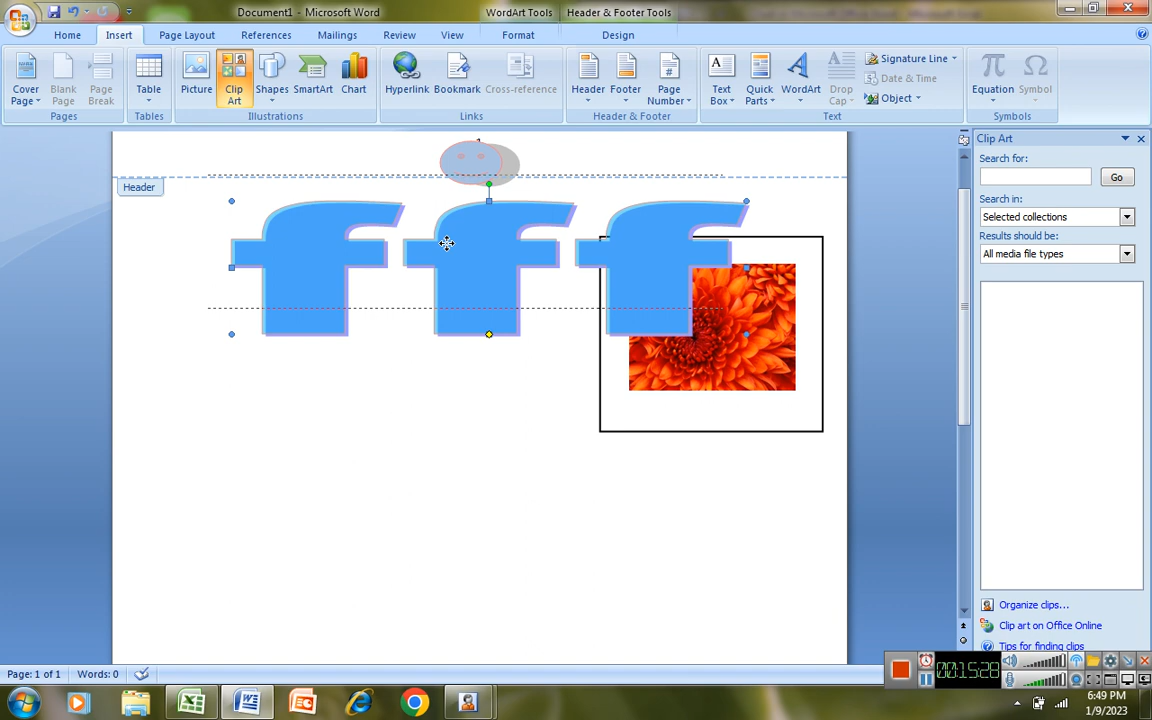 Document1 - Microsoft Word
WordArt Tools
Header & Footer Tools
Home
Insert
Page Layout
References
Mailings
Review
View
Format
Design
Cover Page
Blank Page
Page Break
Table
Picture
Clip Art
Shapes
SmartArt
Chart
Hyperlink
Bookmark
Cross-reference
Header
Footer
Page Number
Text Box
Quick Parts
WordArt
Drop Cap
Signature Line
Date & Time
Object
Equation
Symbol
Pages
Tables
Illustrations
Links
Header & Footer
Text
Symbols
Header
fff
Clip Art
Search for:
Go
Search in:
Selected collections
Results should be:
All media file types
Organize clips...
Clip art on Office Online
Tips for finding clips
Page: 1 of 1
Words: 0
00:15:28
6:49 PM
1/9/2023